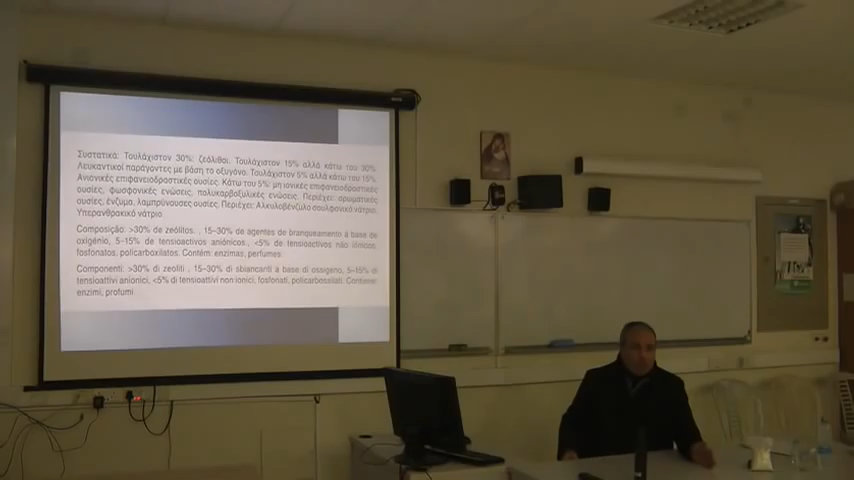 Συστατικά: Τουλάχιστον 30%: ζεόλιθοι. Τουλάχιστον 15% αλλά κάτω του 30%:
Λευκαντικοί παράγοντες με βάση το οξυγόνο. Τουλάχιστον 5% αλλά κάτω του 15%:
Ανιονικές επιφανειοδραστικές ουσίες. Κάτω του 5%: μη ιονικές επιφανειοδραστικές
ουσίες, φωσφονικές ενώσεις, πολυκαρβοξυλικές ενώσεις. Περιέχει: αρωματικές
ουσίες, ένζυμα, λαμπρύνουσες ουσίες. Περιέχει: Αλκυλοβένζυλο σουλφονικό νάτριο.
Υπερανθρακικό νάτριο.
Composição: >30% de zeólitos. , 15–30% de agentes de branqueamento à base de
oxigénio, 5-15% de tensioactivos aniónicos., <5% de tensioactivos não iónicos,
fosfonatos, policarboxilatos. Contém: enzimas, perfumes.
Componenti: >30% di zeoliti , 15–30% di sbiancanti a base di ossigeno, 5–15% di
tensioattivi anionici, <5% di tensioattivi non ionici, fosfonati, policarbossilati. Contiene:
enzimi, profumi.